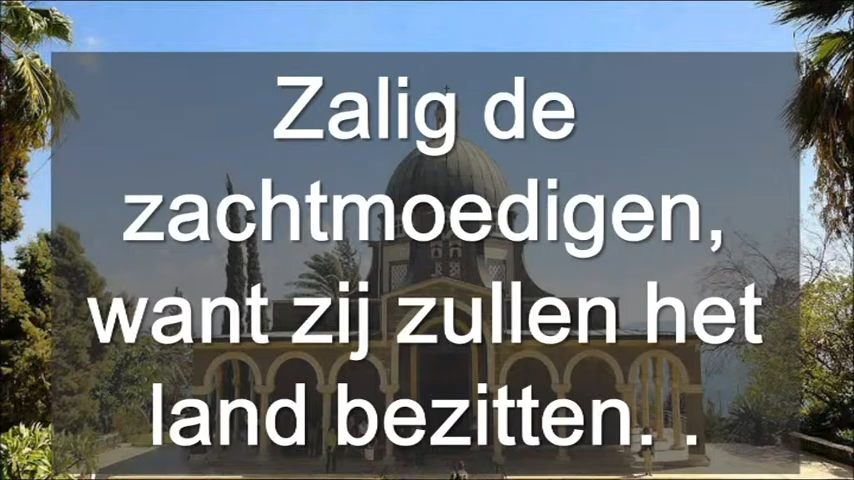 Zalig de
zachtmoedigen,
want zij zullen het
land bezitten. .